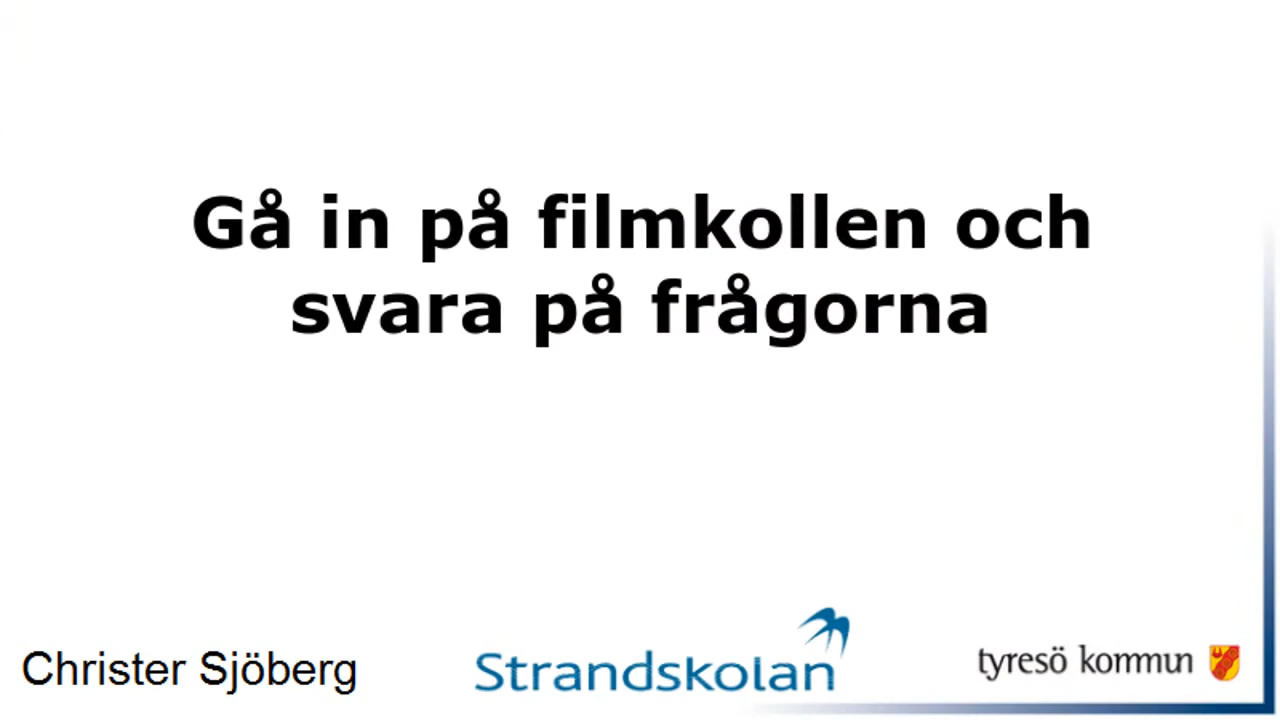 Gå in på filmkollen och
svara på frågorna
Christer Sjöberg
Strandskolan
tyresö kommun